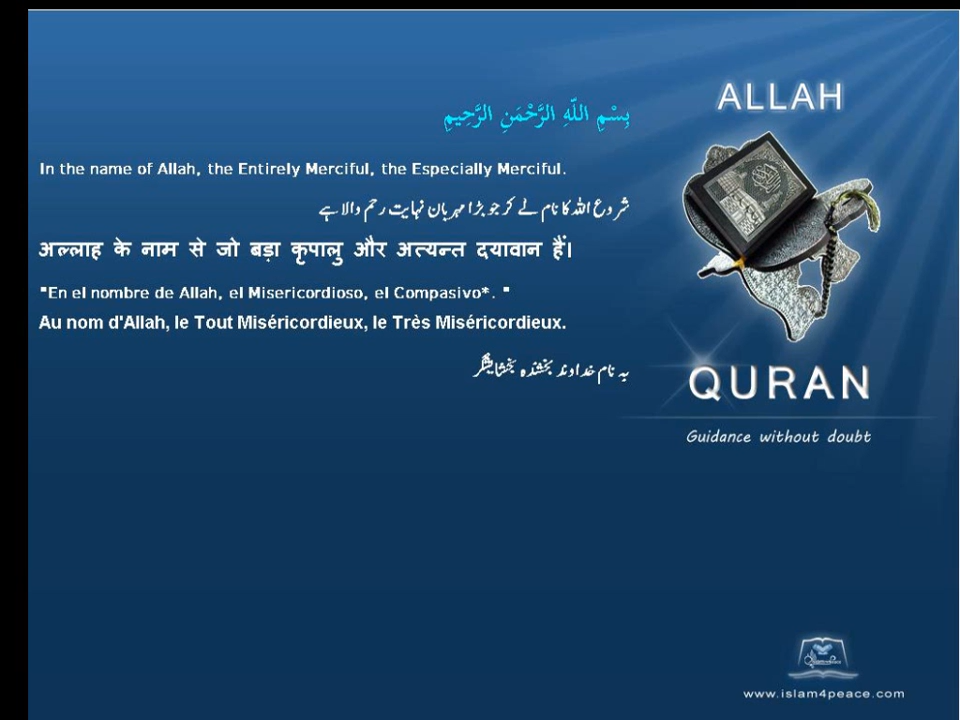 بِسْمِ اللَّهِ الرَّحْمَنِ الرَّحِيمِ
In the name of Allah, the Entirely Merciful, the Especially Merciful.
شروع الله کا نام لے کر جو بڑا مہربان نہایت رحم والا ہے
अल्लाह के नाम से जो बड़ा कृपालु और अत्यन्त दयावान हैं।
"En el nombre de Allah, el Misericordioso, el Compasivo*. "
Au nom d'Allah, le Tout Miséricordieux, le Très Miséricordieux.
به نام خداوند بخشنده بخشایشگر
ALLAH
QURAN
Guidance without doubt
www.islam4peace.com